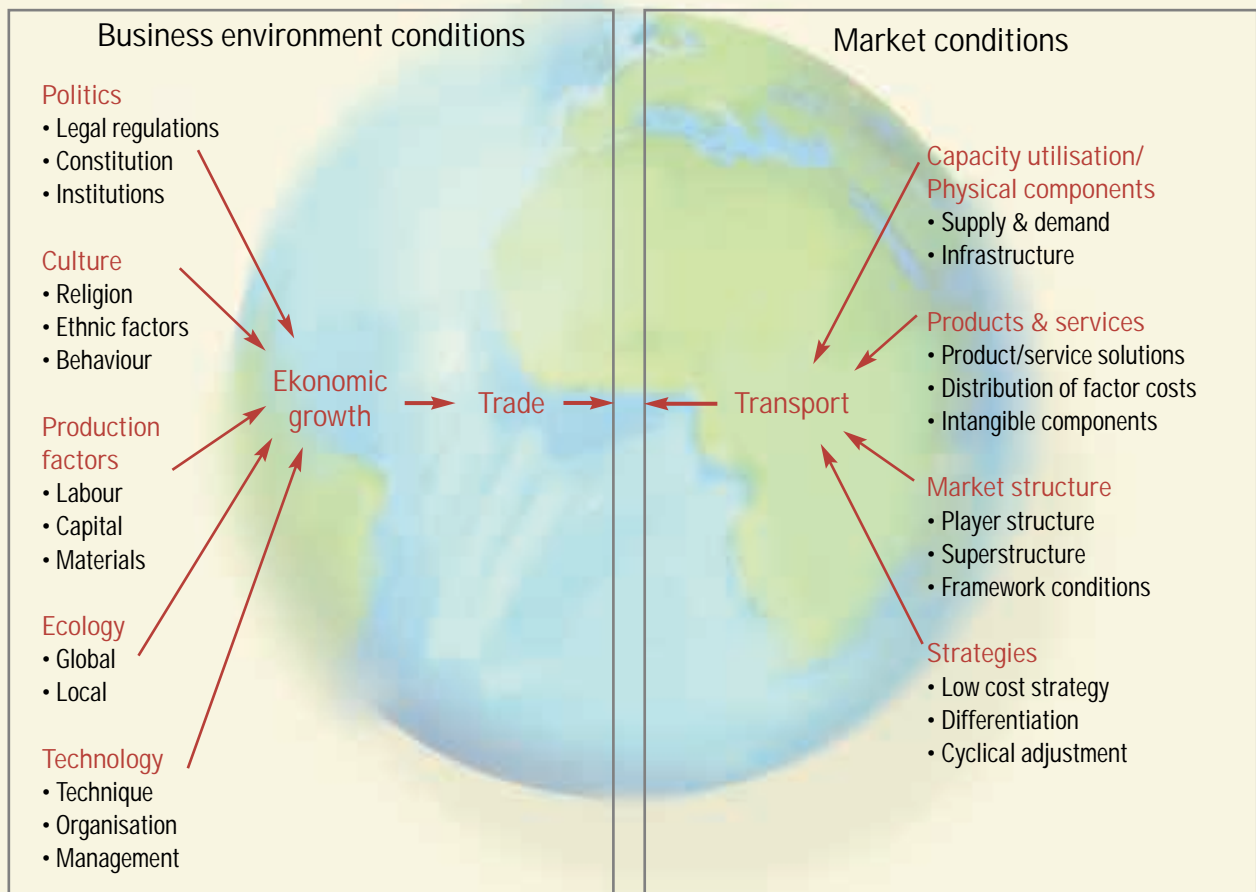 Business environment conditions
Politics
• Legal regulations
• Constitution
• Institutions
Culture
• Religion
• Ethnic factors
• Behaviour
Production
factors
• Labour
• Capital
• Materials
Ecology
• Global
• Local
Technology
• Technique
• Organisation
• Management
Ekonomic
growth
Trade
Market conditions
Transport
Capacity utilisation/
Physical components
• Supply & demand
• Infrastructure
Products & services
• Product/service solutions
• Distribution of factor costs
• Intangible components
Market structure
• Player structure
• Superstructure
• Framework conditions
Strategies
• Low cost strategy
• Differentiation
• Cyclical adjustment